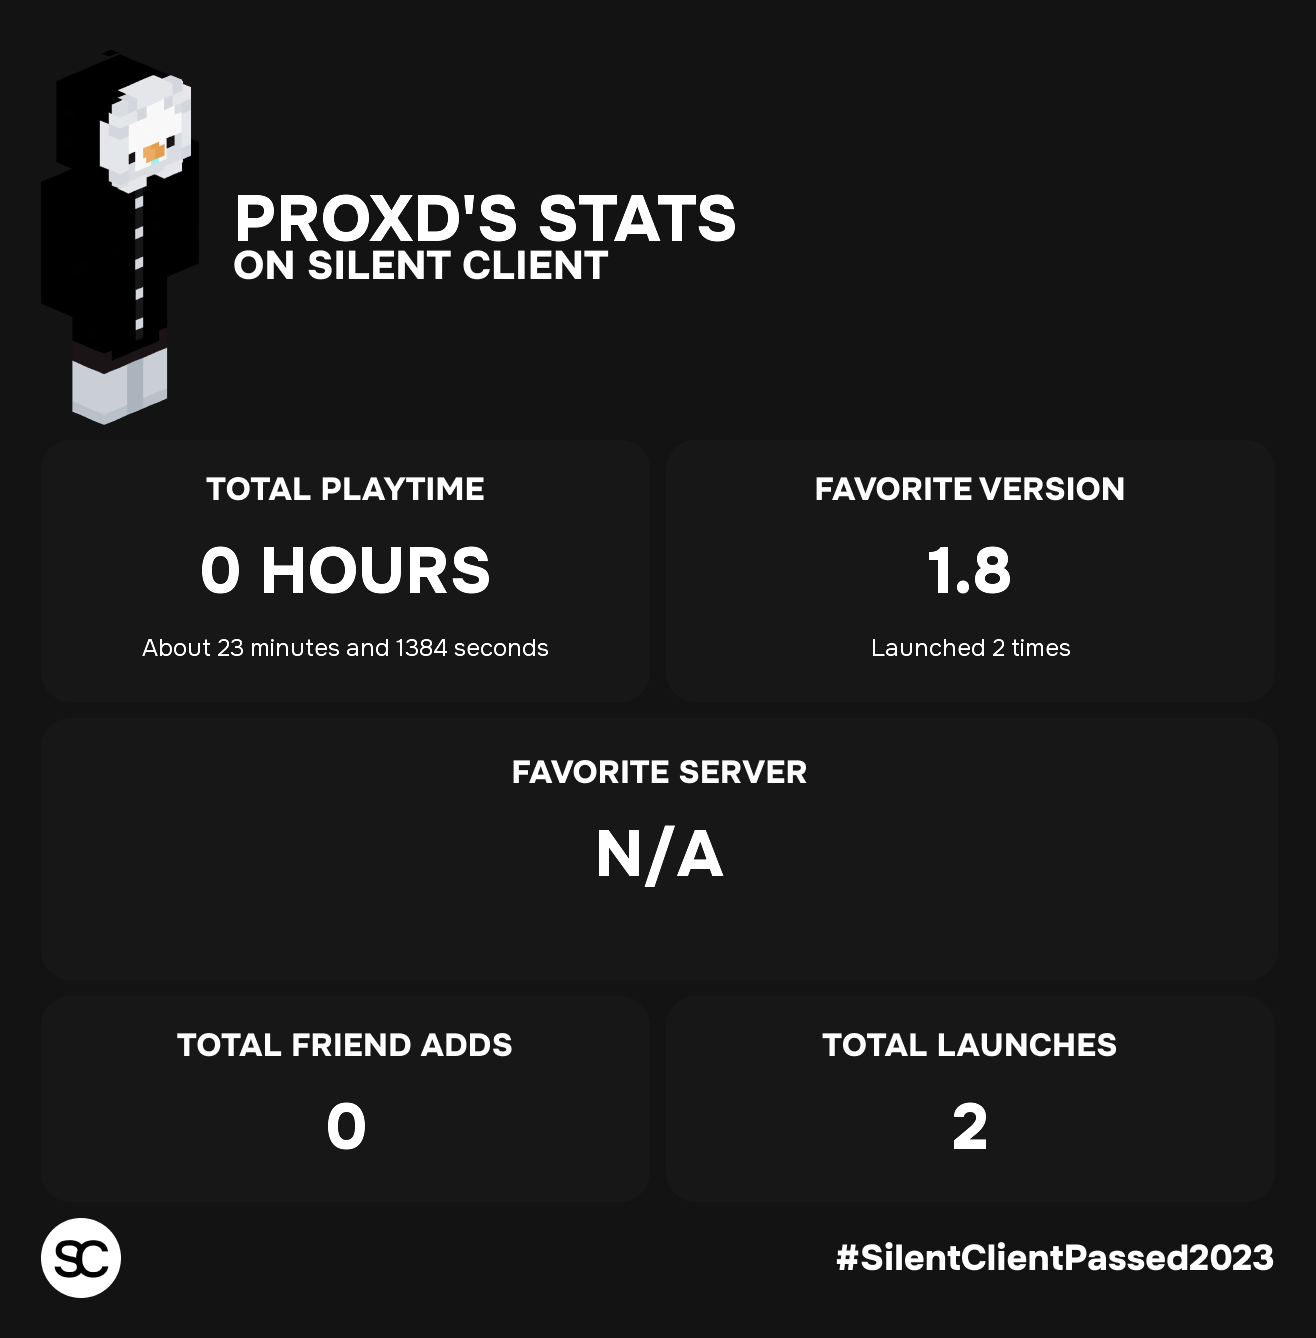 PROXD'S STATS
ON SILENT CLIENT
TOTAL PLAYTIME
0 HOURS
About 23 minutes and 1384 seconds
FAVORITE VERSION
1.8
Launched 2 times
FAVORITE SERVER
N/A
TOTAL FRIEND ADDS
0
TOTAL LAUNCHES
2
SC
#SilentClientPassed2023